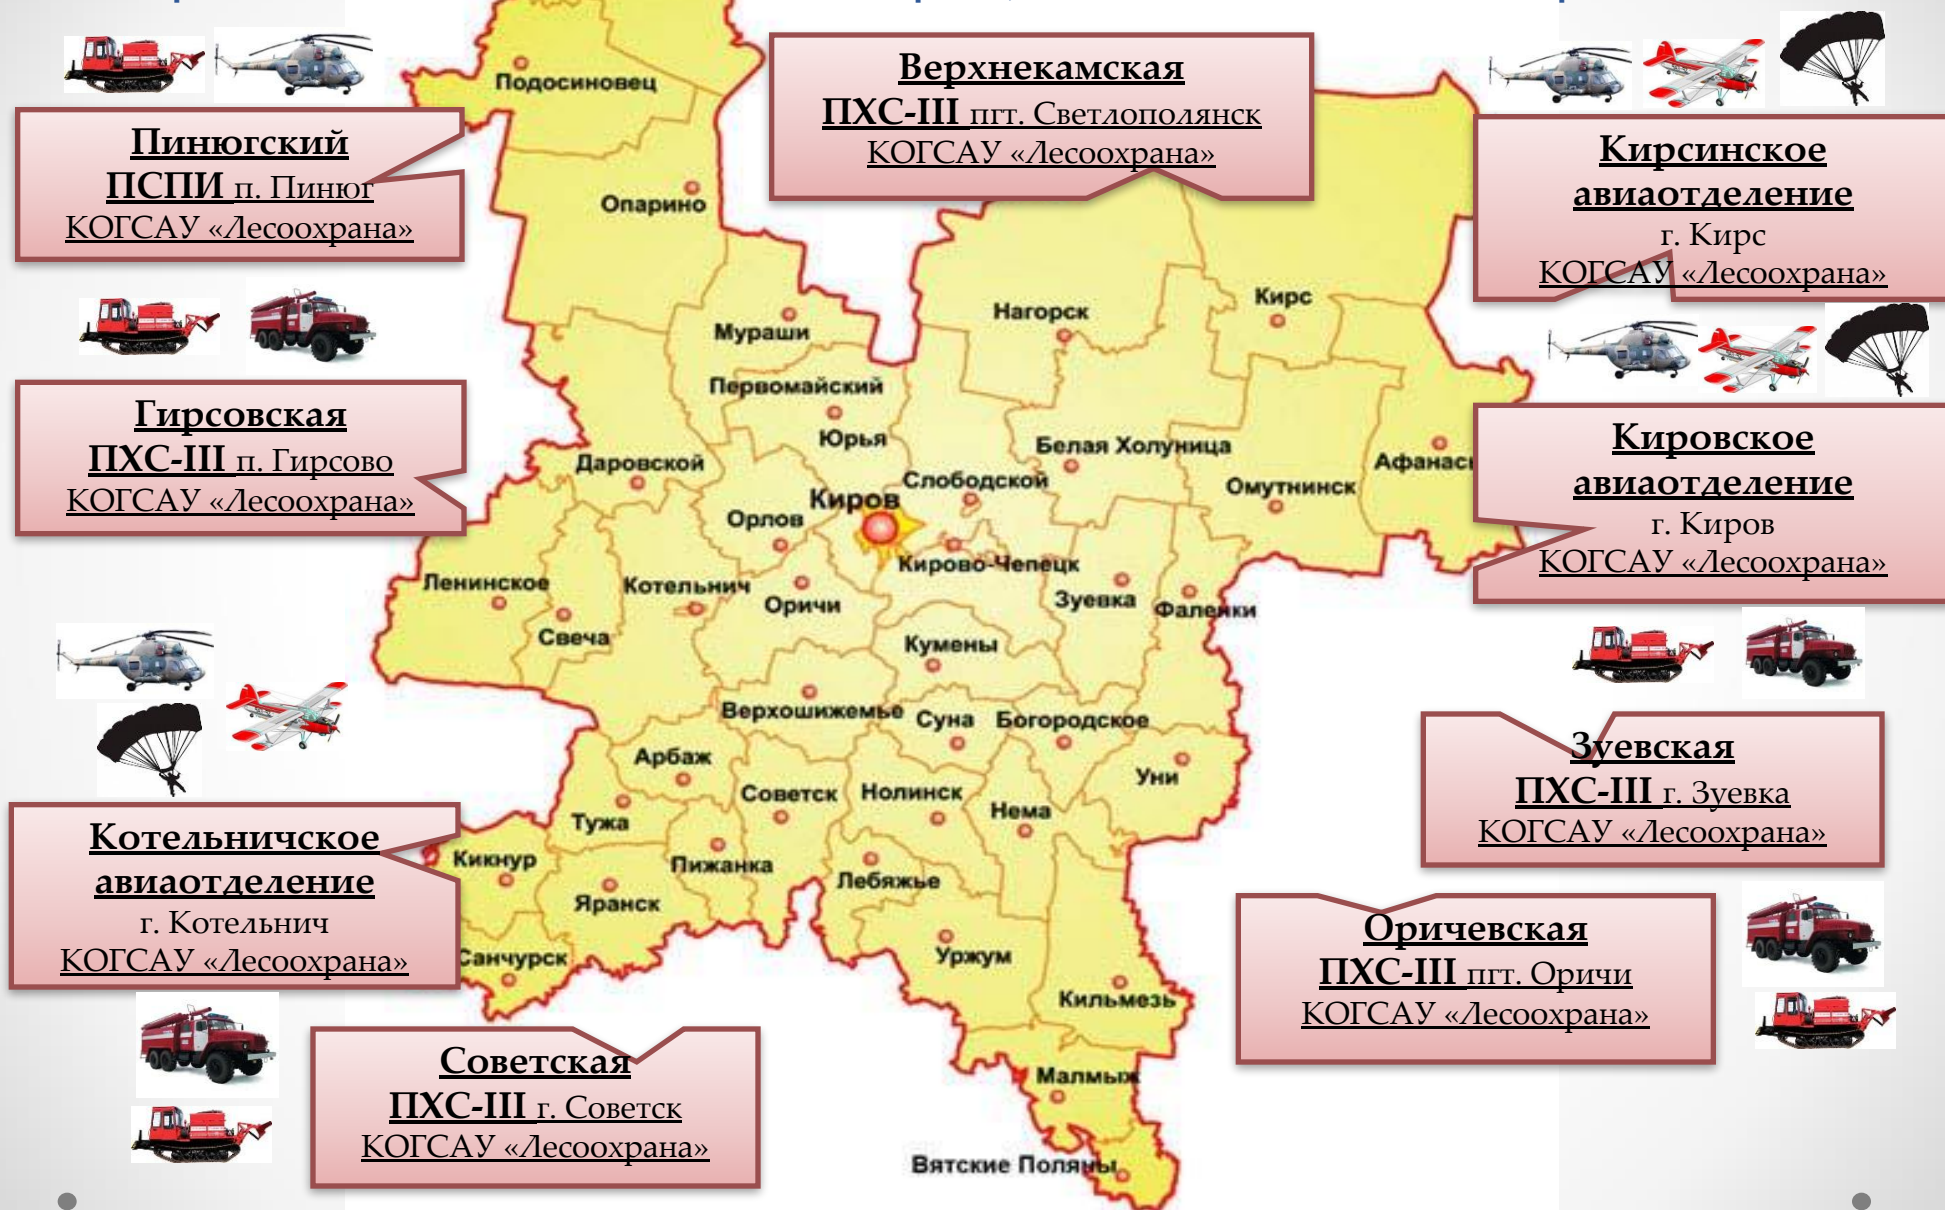 Пинюгский
ПСПИ п. Пинюг
КОГСАУ «Лесоохрана»
Верхнекамская
ПХС-III пгт. Светлополянск
КОГСАУ «Лесоохрана»
Кирсинское
авиаотделение
г. Кирс
КОГСАУ «Лесоохрана»
Гирсовская
ПХС-III п. Гирсово
КОГСАУ «Лесоохрана»
Кировское
авиаотделение
г. Киров
КОГСАУ «Лесоохрана»
Котельничское
авиаотделение
г. Котельнич
КОГСАУ «Лесоохрана»
Зуевская
ПХС-III г. Зуевка
КОГСАУ «Лесоохрана»
Оричевская
ПХС-III пгт. Оричи
КОГСАУ «Лесоохрана»
Советская
ПХС-III г. Советск
КОГСАУ «Лесоохрана»
Подосиновец
Опарино
Мураши
Нагорск
Кирс
Первомайский
Юрья
Белая Холуница
Даровской
Слободской
Афанась
Омутнинск
Киров
Орлов
Кирово-Чепецк
Ленинское
Котельнич
Оричи
Зуевка
Фаленки
Свеча
Кумены
Верхошижемье
Суна
Богородское
Арбаж
Уни
Советск
Нолинск
Нема
Тужа
Кикнур
Пижанка
Лебяжье
Яранск
Санчурск
Уржум
Кильмезь
Малмыж
Вятские Поляны